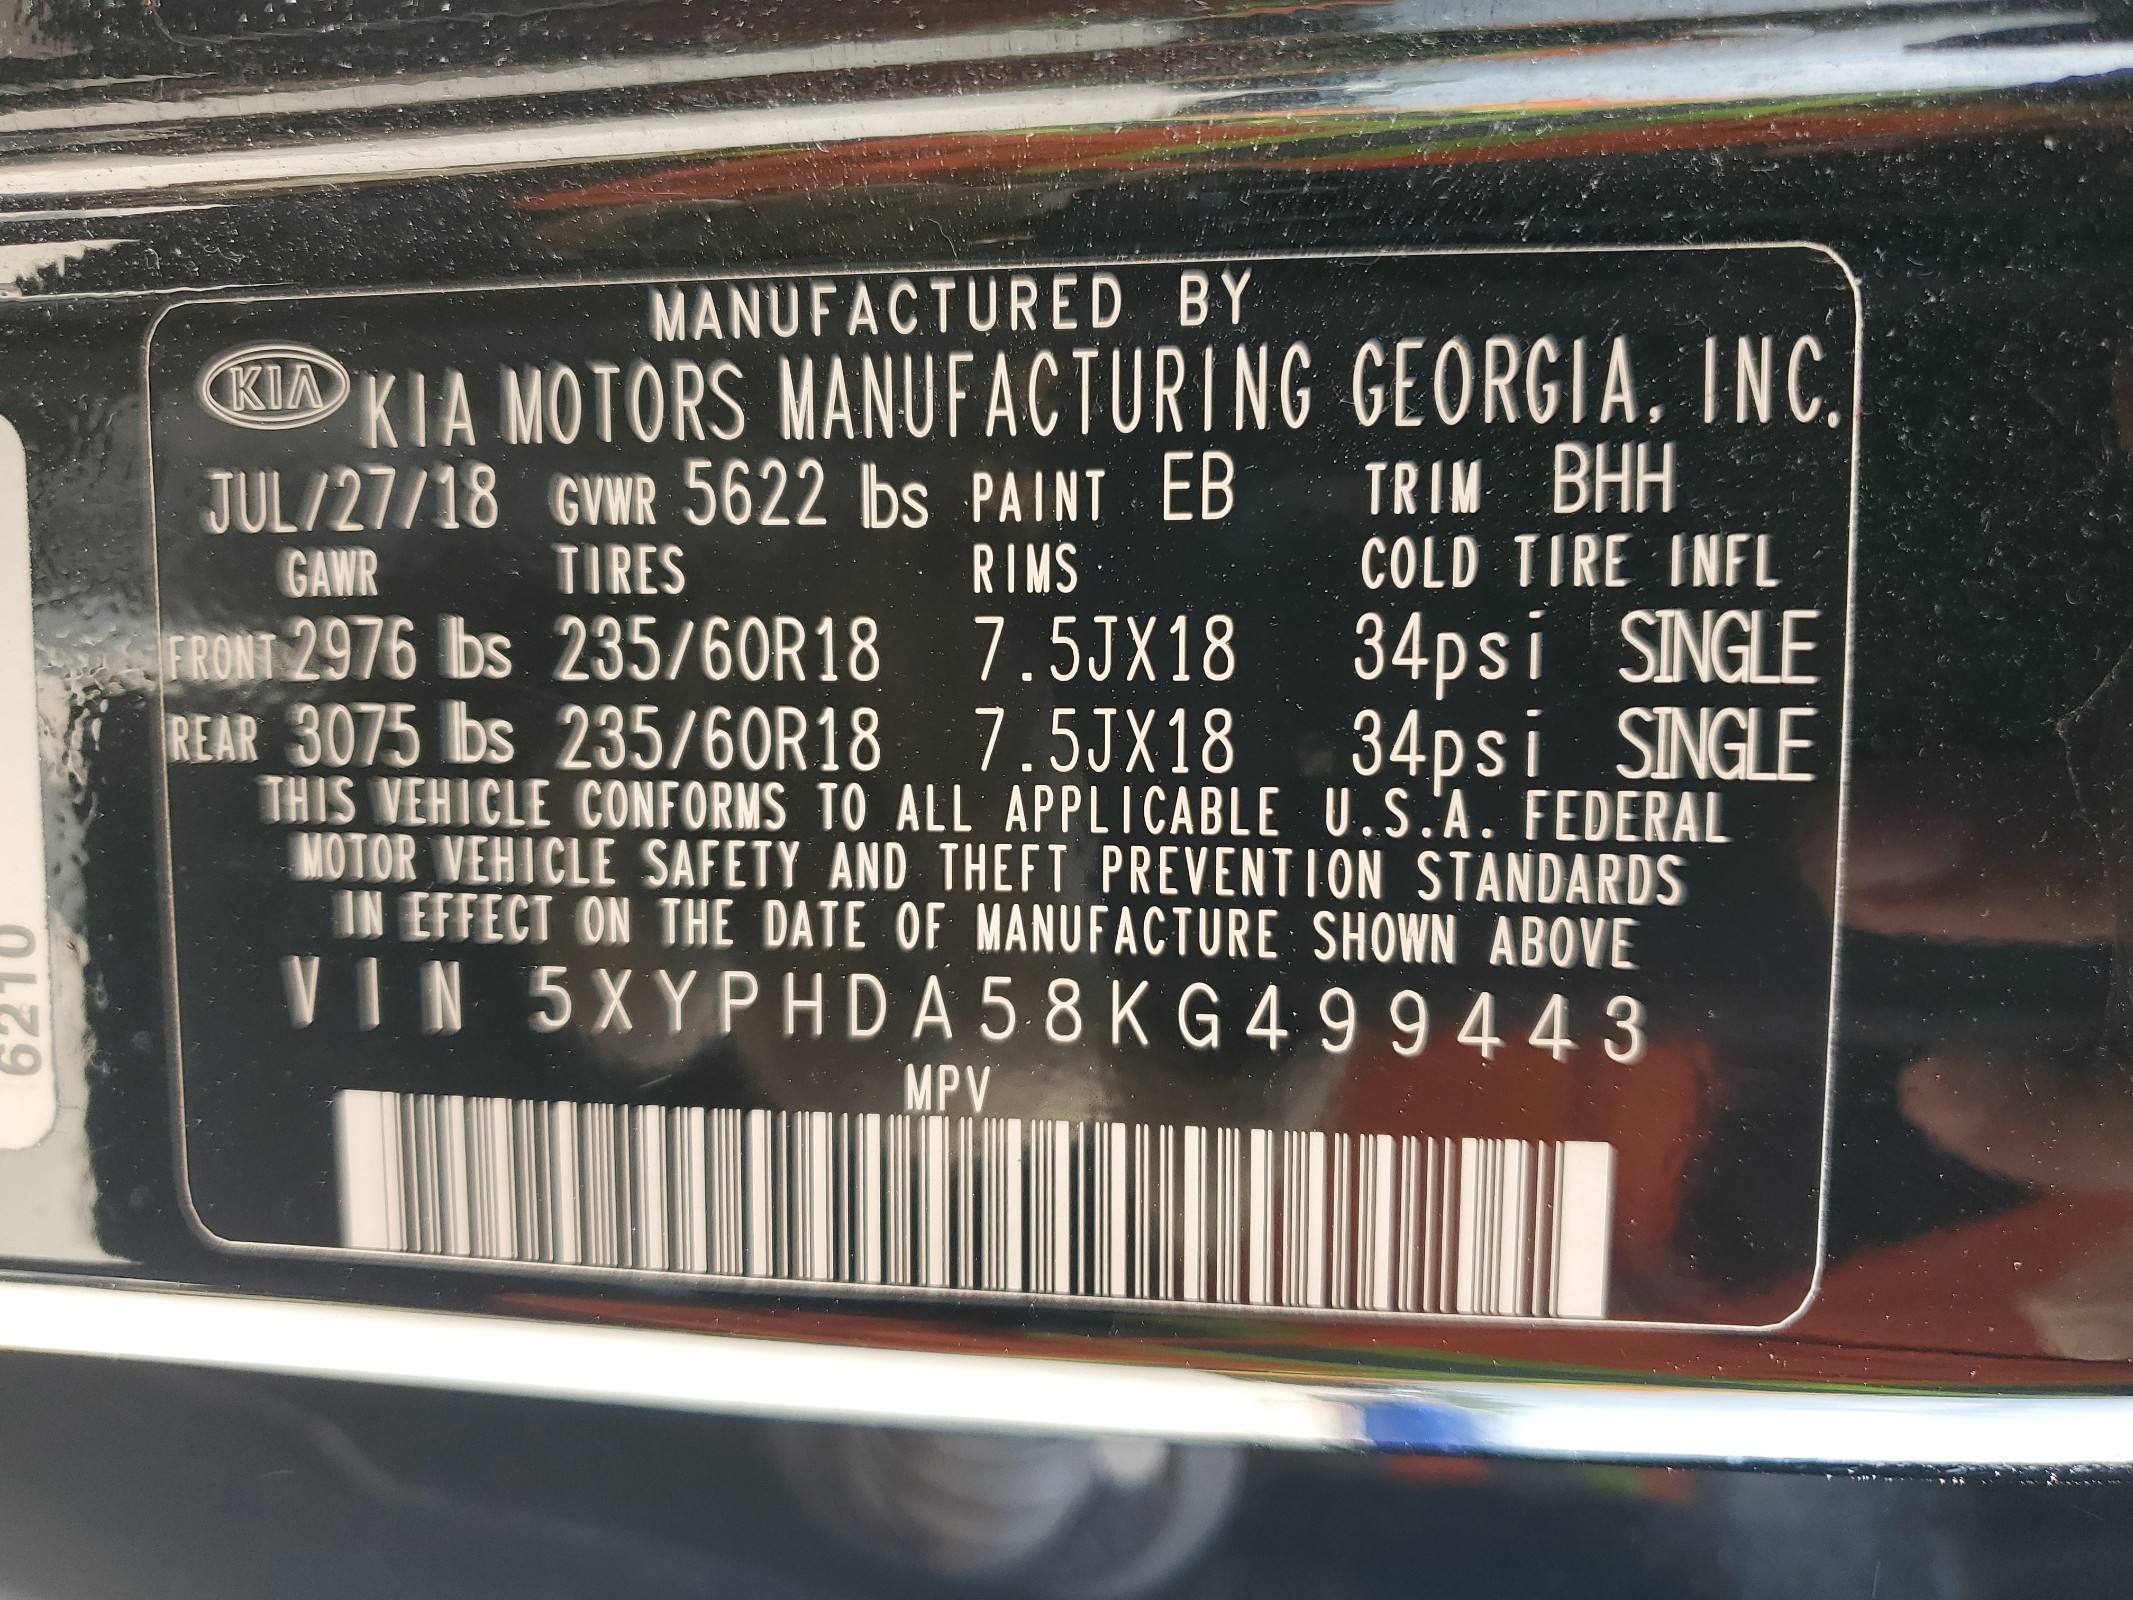 MANUFACTURED BY
KIA KIA MOTORS MANUFACTURING GEORGIA, INC.
JUL/27/18 GVWR 5622 lbs PAINT EB TRIM BHH
GAWR TIRES RIMS COLD TIRE INFL
FRONT 2976 lbs 235/60R18 7.5JX18 34psi SINGLE
REAR 3075 lbs 235/60R18 7.5JX18 34psi SINGLE
THIS VEHICLE CONFORMS TO ALL APPLICABLE U.S.A. FEDERAL
MOTOR VEHICLE SAFETY AND THEFT PREVENTION STANDARDS
IN EFFECT ON THE DATE OF MANUFACTURE SHOWN ABOVE
VIN 5XYPHDA58KG499443
MPV
6210